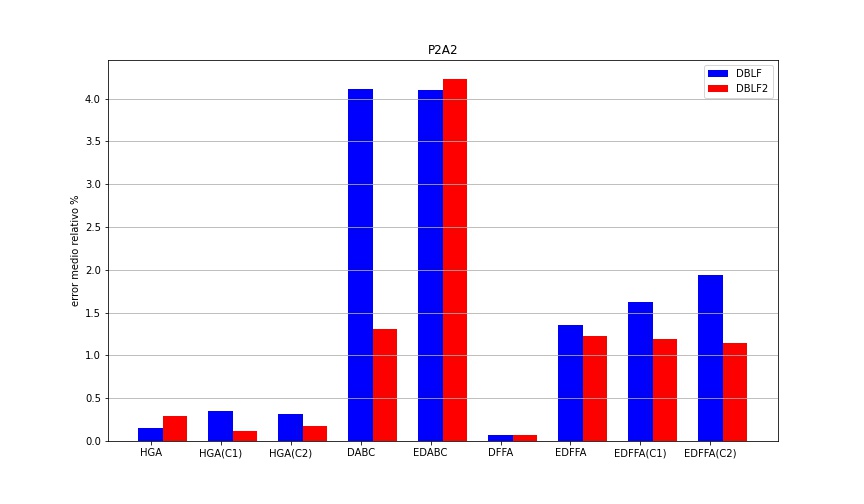 P2A2
DBLF
DBLF2
error medio relativo %
4.0
3.5
3.0
2.5
2.0
1.5
1.0
0.5
0.0
HGA HGA(C1) HGA(C2) DABC EDABC DFFA EDFFA EDFFA(C1) EDFFA(C2)